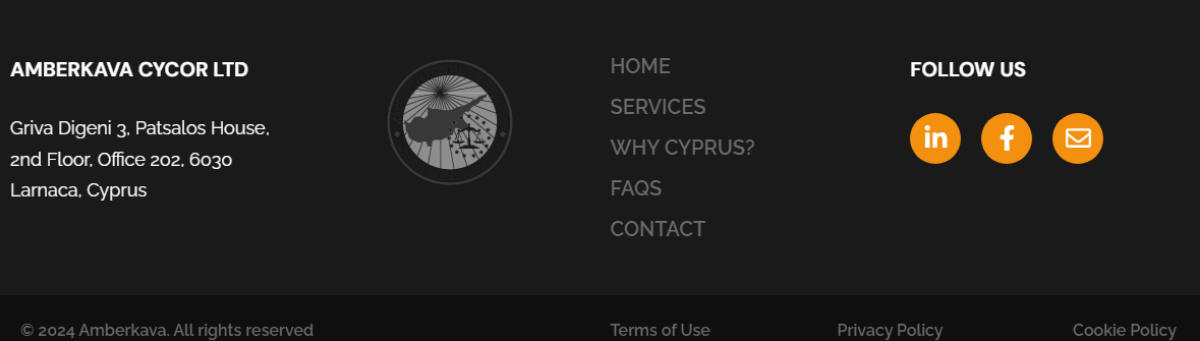 AMBERKAVA CYCOR LTD
Griva Digeni 3, Patsalos House,
2nd Floor, Office 202, 6030
Larnaca, Cyprus
HOME
SERVICES
WHY CYPRUS?
FAQS
CONTACT
FOLLOW US
© 2024 Amberkava. All rights reserved
Terms of Use
Privacy Policy
Cookie Policy